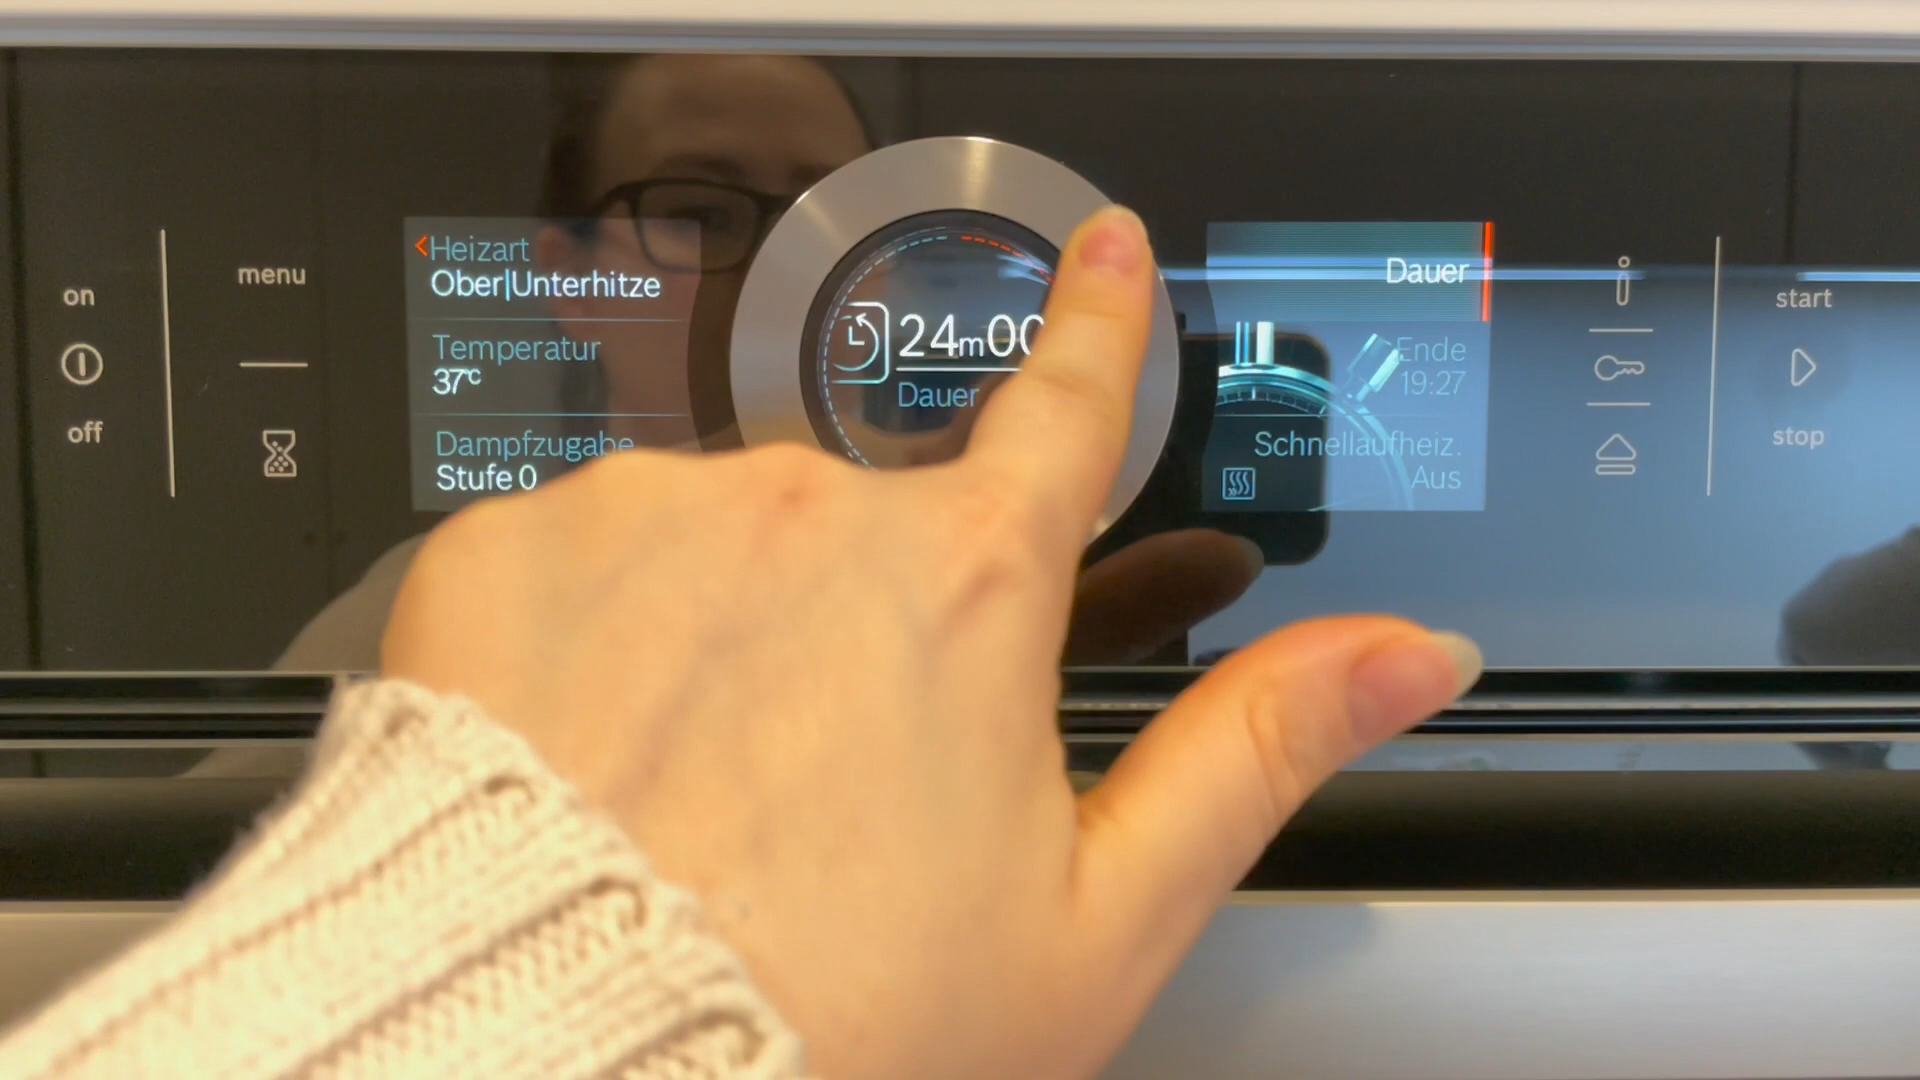 on
off
menu
Heizart
Ober|Unterhitze
Temperatur
37°C
Dampfzugabe
Stufe 0
24m00
Dauer
Dauer
Ende
19:27
Schnellaufheiz.
Aus
start
stop